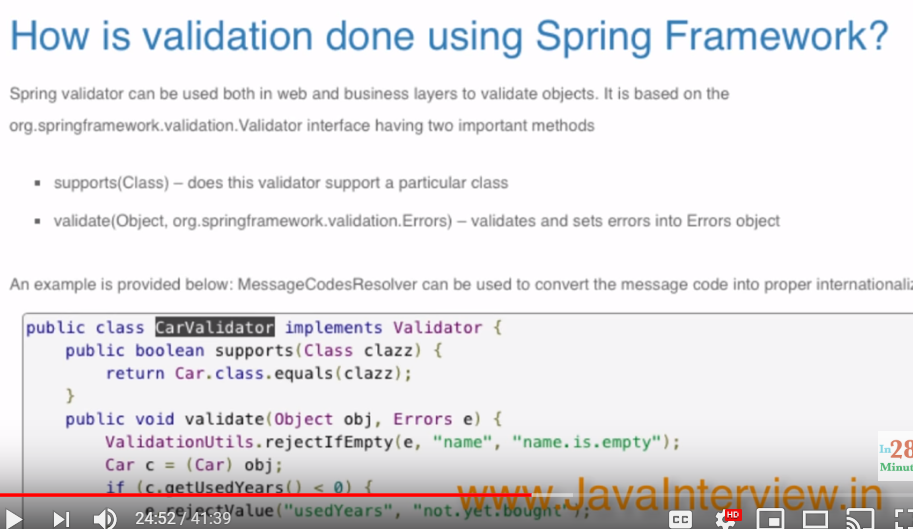 How is validation done using Spring Framework?
Spring validator can be used both in web and business layers to validate objects. It is based on the
org.springframework.validation.Validator interface having two important methods
▪ supports(Class) – does this validator support a particular class
▪ validate(Object, org.springframework.validation.Errors) – validates and sets errors into Errors object
An example is provided below: MessageCodesResolver can be used to convert the message code into proper
public class CarValidator implements Validator {
public boolean supports(Class clazz) {
return Car.class.equals(clazz);
}
public void validate(Object obj, Errors e) {
ValidationUtils.rejectIfEmpty(e, "name", "name.is.empty");
Car c = (Car) obj;
if (c.getUsedYears() < 0) {
e.rejectValue("usedYears", "not.yet.bought");
www.JavaInterview.in
In28
Minut
24:52 / 41:39
CC
HD